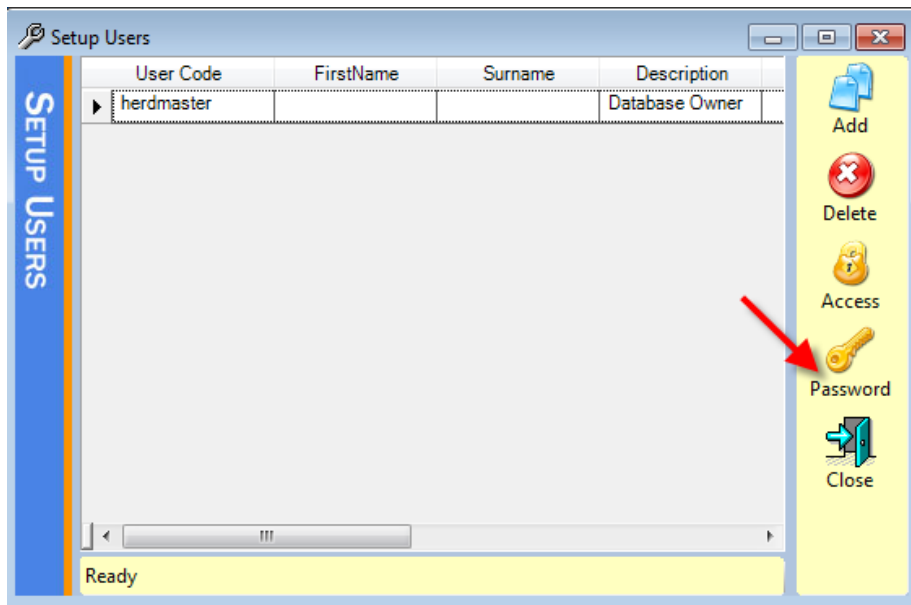 Setup Users
SETUP USERS
User Code FirstName Surname Description
herdmaster Database Owner
Add
Delete
Access
Password
Close
Ready